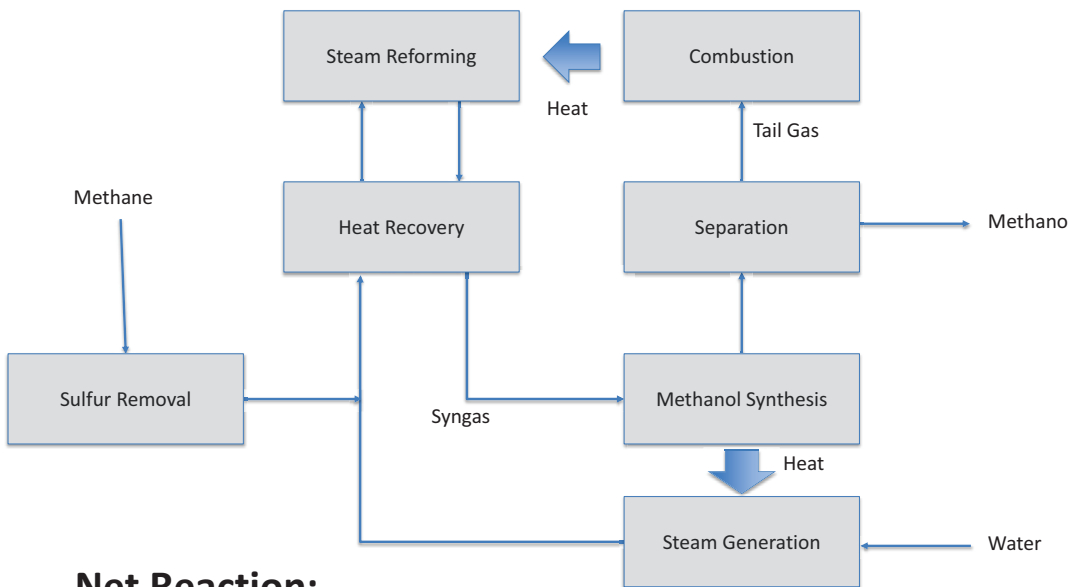 Steam Reforming
Combustion
Heat
Tail Gas
Methane
Heat Recovery
Separation
Methano
Sulfur Removal
Methanol Synthesis
Syngas
Heat
Steam Generation
Water
Net Reaction: